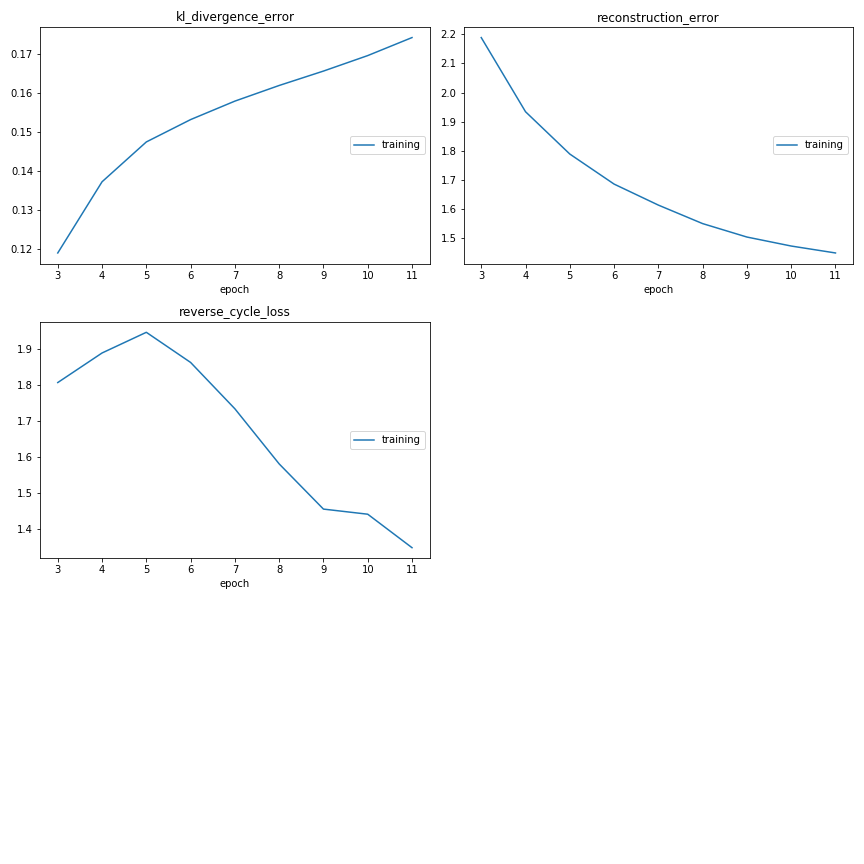 kl_divergence_error
0.17
0.16
0.15
0.14
0.13
0.12
training
3 4 5 6 7 8 9 10 11
epoch
reconstruction_error
2.2
2.1
2.0
1.9
1.8
1.7
1.6
1.5
training
3 4 5 6 7 8 9 10 11
epoch
reverse_cycle_loss
1.9
1.8
1.7
1.6
1.5
1.4
training
3 4 5 6 7 8 9 10 11
epoch